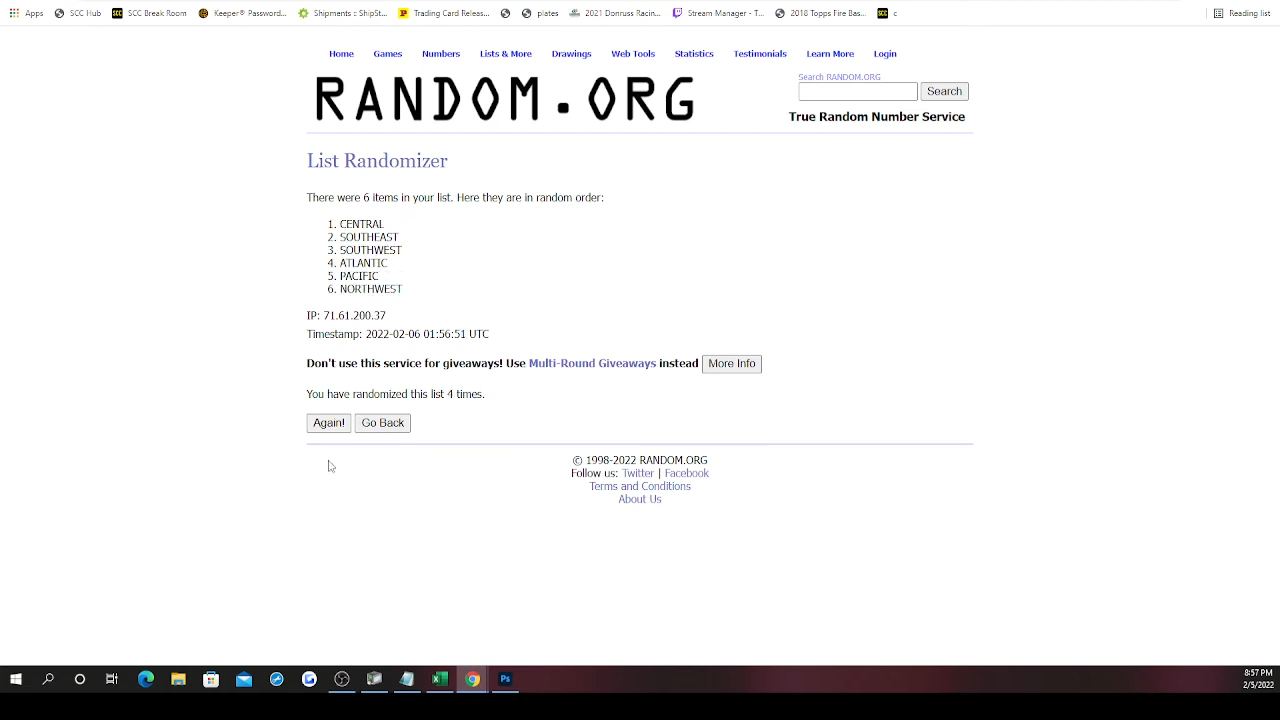 Apps SCC Hub SCC Break Room Keeper® Password... Shipments :: ShipSt... Trading Card Releas... plates 2021 Donruss Racin... Stream Manager - T... 2018 Topps Fire Bas... c Reading list
Home Games Numbers Lists & More Drawings Web Tools Statistics Testimonials Learn More Login
RANDOM.ORG
Search RANDOM.ORG
Search
True Random Number Service
List Randomizer
There were 6 items in your list. Here they are in random order:
1. CENTRAL
2. SOUTHEAST
3. SOUTHWEST
4. ATLANTIC
5. PACIFIC
6. NORTHWEST
IP: 71.61.200.37
Timestamp: 2022-02-06 01:56:51 UTC
Don't use this service for giveaways! Use Multi-Round Giveaways instead More Info
You have randomized this list 4 times.
Again! Go Back
© 1998-2022 RANDOM.ORG
Follow us: Twitter | Facebook
Terms and Conditions
About Us
8:57 PM
2/5/2022